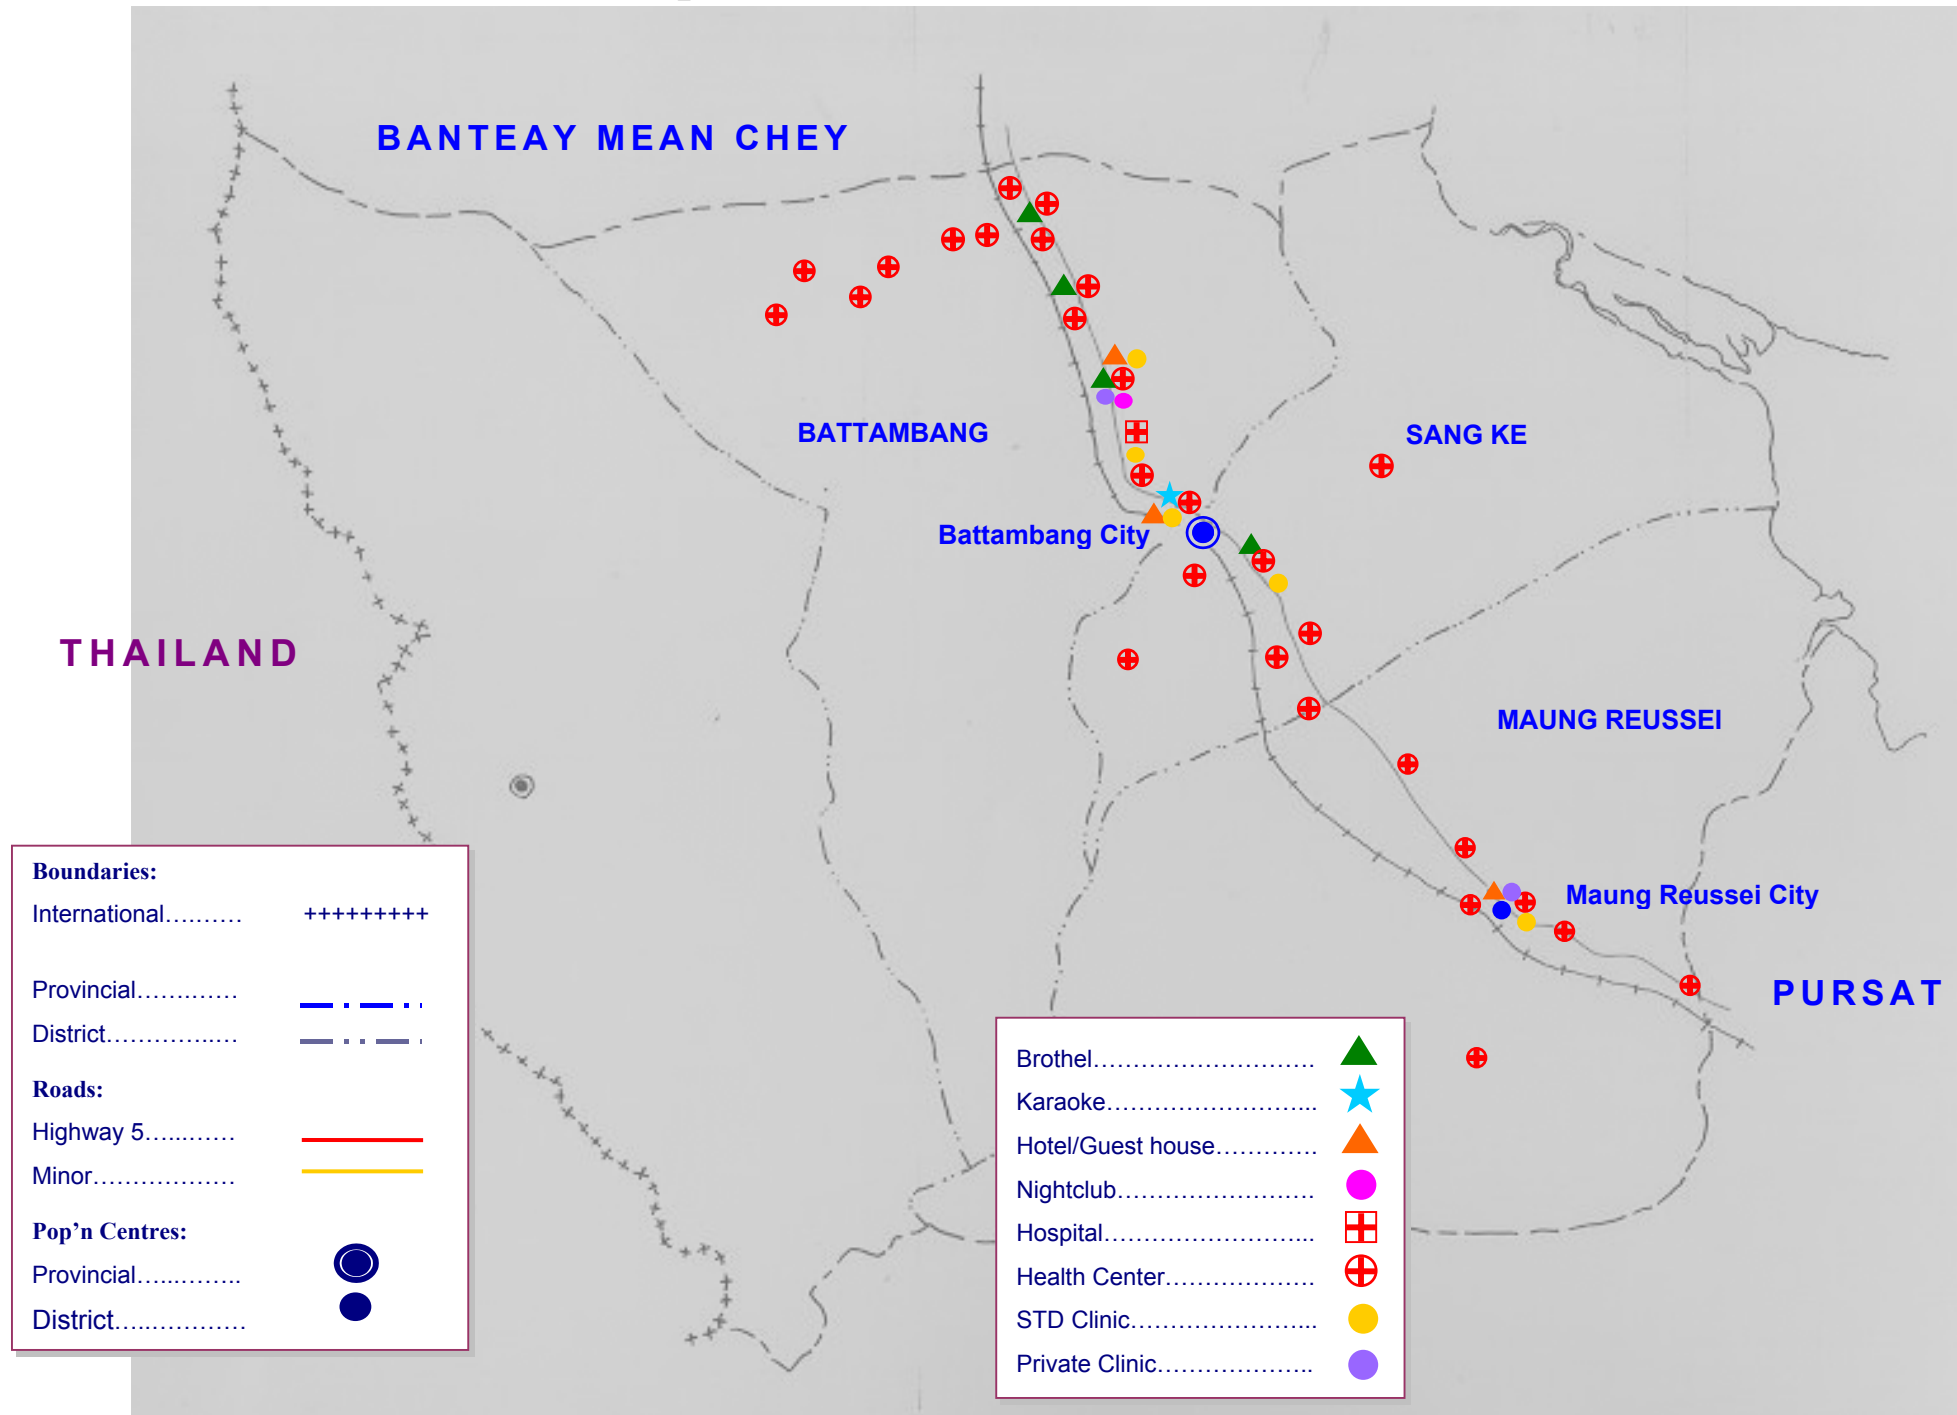 BANTEAY MEAN CHEY
BATTAMBANG
SANG KE
Battambang City
THAILAND
MAUNG REUSSEI
Maung Reussei City
PURSAT
Boundaries:
International….……
+++++++++
Provincial…….……
District…………..…
Roads:
Highway 5…...……
Minor………………
Pop’n Centres:
Provincial…...……..
District…..…………
Brothel……………………….
Karaoke…………………...
Hotel/Guest house………….
Nightclub…………………….
Hospital…………………...
Health Center……………….
STD Clinic…………………...
Private Clinic………………..